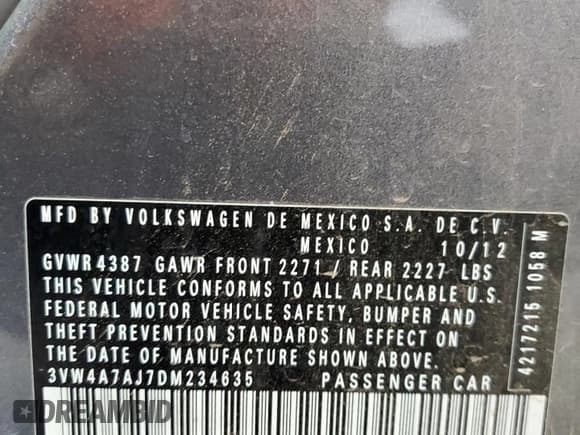 MFD BY VOLKSWAGEN DE MEXICO S.A. DE C.V.
MEXICO 10/12
GVWR 4387 GAWR FRONT 2271 / REAR 2227 LBS
THIS VEHICLE CONFORMS TO ALL APPLICABLE U.S.
FEDERAL MOTOR VEHICLE SAFETY, BUMPER AND
THEFT PREVENTION STANDARDS IN EFFECT ON
THE DATE OF MANUFACTURE SHOWN ABOVE.
3VW4A7AJ7DM234635 PASSENGER CAR
4217215 1058 M
DREAMBID